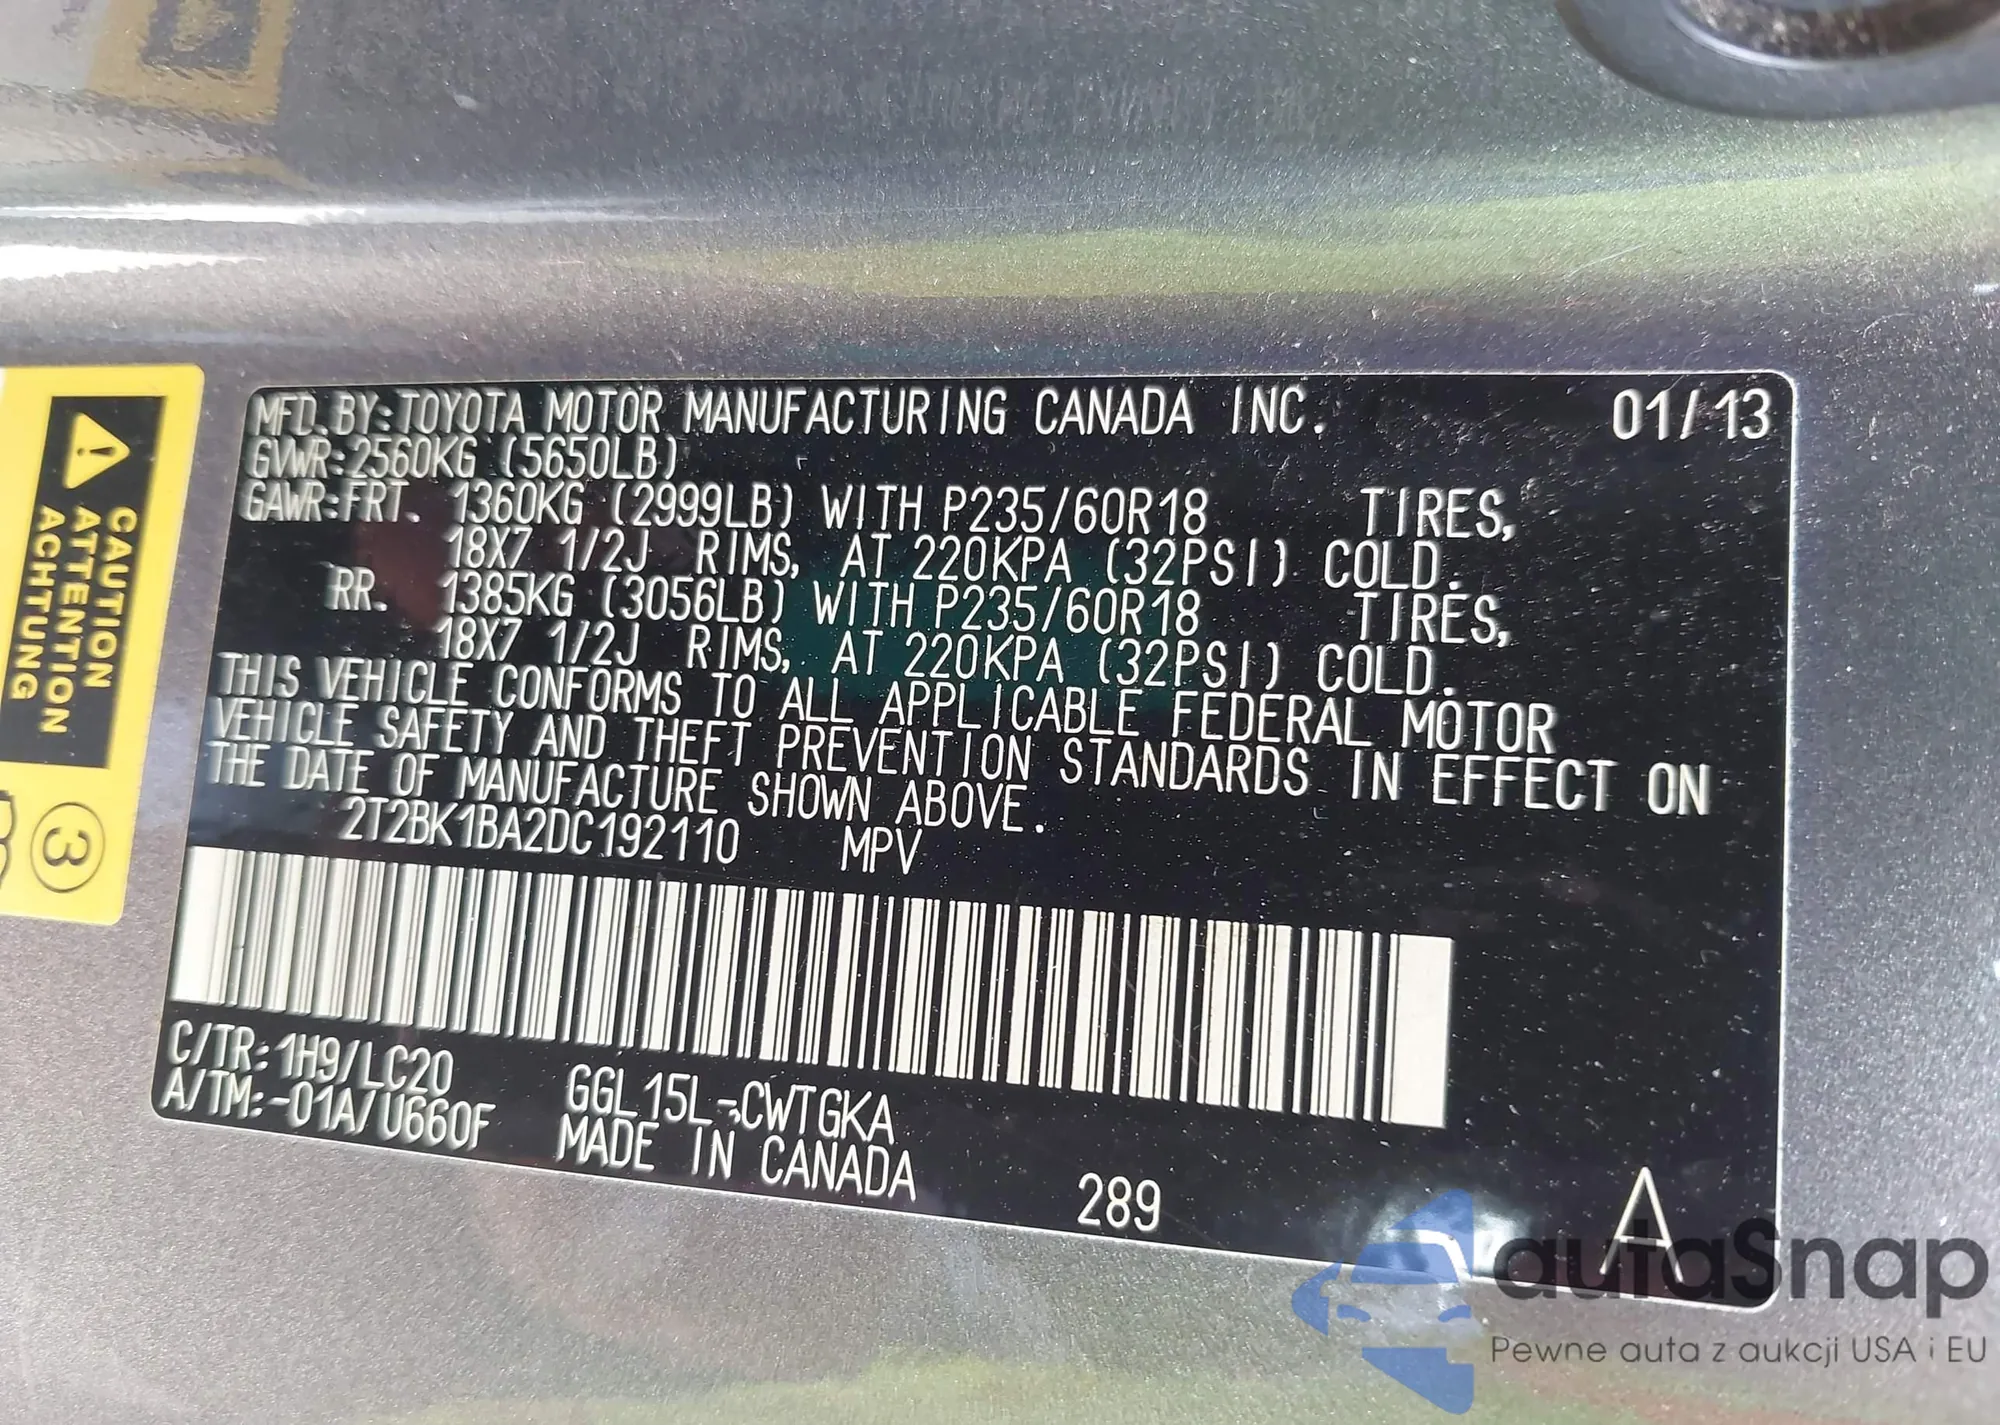 MFD.BY:TOYOTA MOTOR MANUFACTURING CANADA INC. 01/13
GVWR:2560KG (5650LB)
GAWR:FRT. 1360KG (2999LB) WITH P235/60R18 TIRES,
18X7 1/2J RIMS, AT 220KPA (32PSI) COLD.
RR. 1385KG (3056LB) WITH P235/60R18 TIRES,
18X7 1/2J RIMS, AT 220KPA (32PSI) COLD.
THIS VEHICLE CONFORMS TO ALL APPLICABLE FEDERAL MOTOR
VEHICLE SAFETY AND THEFT PREVENTION STANDARDS IN EFFECT ON
THE DATE OF MANUFACTURE SHOWN ABOVE.
2T2BK1BA2DC192110 MPV
C/TR:1H9/LC20
A/TM:-01A/U660F
GGL15L-CWTGKA
MADE IN CANADA
289
A
CAUTION
ATTENTION
ACHTUNG
3
autaSnap
Pewne auta z aukcji USA i EU